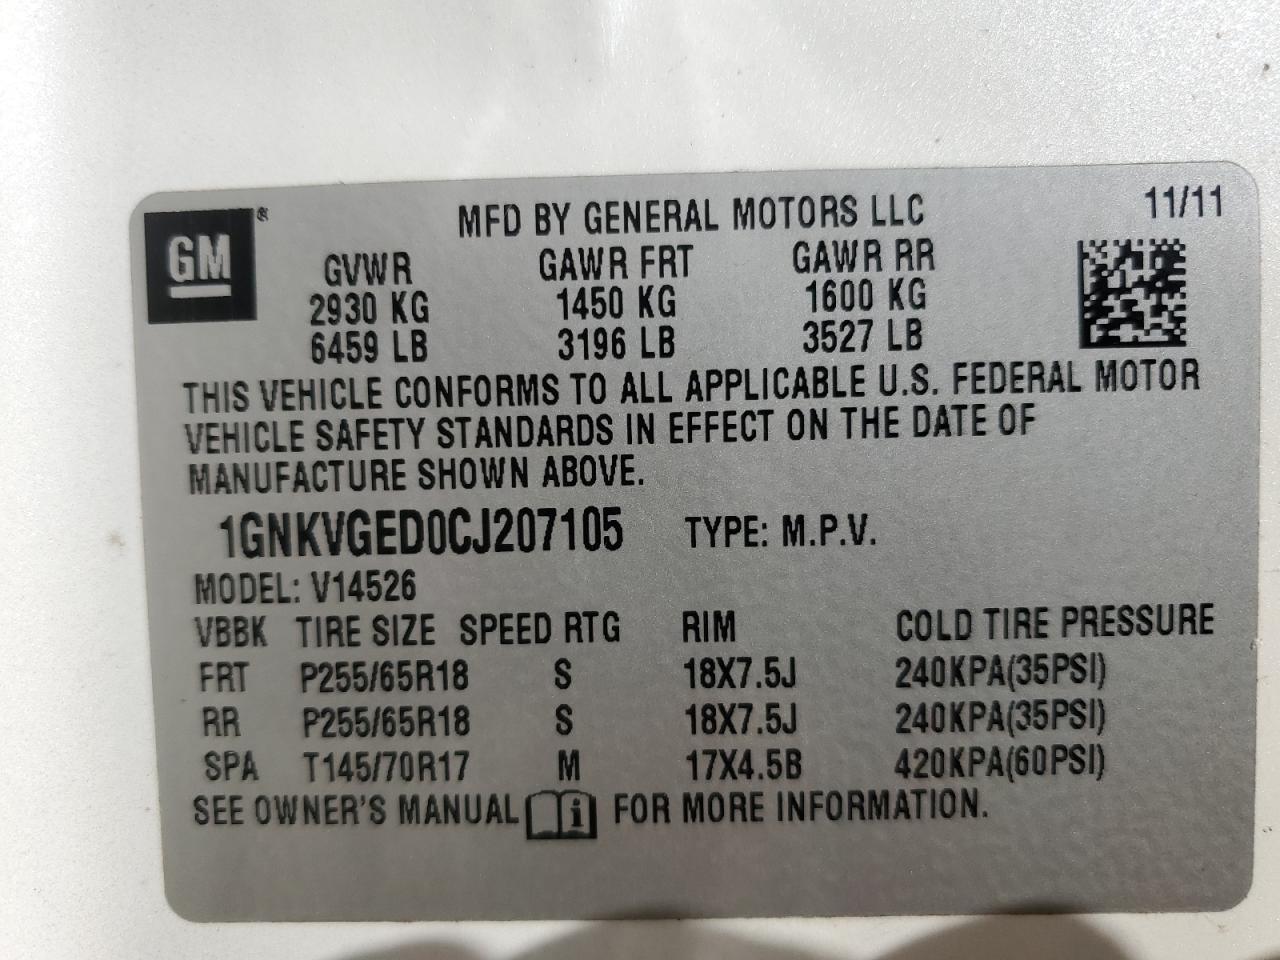 GM®
MFD BY GENERAL MOTORS LLC 11/11
GVWR GAWR FRT GAWR RR
2930 KG 1450 KG 1600 KG
6459 LB 3196 LB 3527 LB
THIS VEHICLE CONFORMS TO ALL APPLICABLE U.S. FEDERAL MOTOR
VEHICLE SAFETY STANDARDS IN EFFECT ON THE DATE OF
MANUFACTURE SHOWN ABOVE.
1GNKVGED0CJ207105 TYPE: M.P.V.
MODEL: V14526
VBBK TIRE SIZE SPEED RTG RIM COLD TIRE PRESSURE
FRT P255/65R18 S 18X7.5J 240KPA(35PSI)
RR P255/65R18 S 18X7.5J 240KPA(35PSI)
SPA T145/70R17 M 17X4.5B 420KPA(60PSI)
SEE OWNER'S MANUAL i FOR MORE INFORMATION.